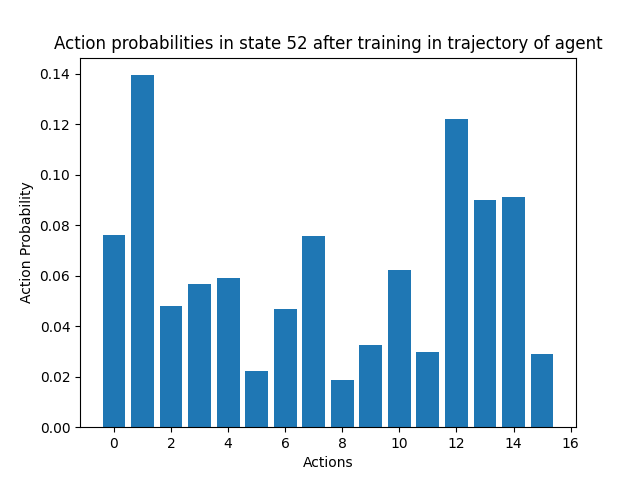 Action probabilities in state 52 after training in trajectory of agent
0.14
0.12
0.10
0.08
0.06
0.04
0.02
0.00
Action Probability
0 2 4 6 8 10 12 14 16
Actions